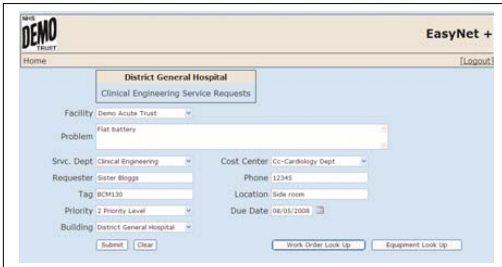 NHS
DEMO
TRUST
EasyNet +
Home [Logout]
District General Hospital
Clinical Engineering Service Requests
Facility Demo Acute Trust
Problem Flat battery
Srvc. Dept Clinical Engineering Cost Center Cc-Cardiology Dept
Requester Sister Bloggs Phone 12345
Tag BCM130 Location Side room
Priority 2 Priority Level Due Date 08/05/2008
Building District General Hospital
Submit Clear Work Order Look Up Equipment Look Up